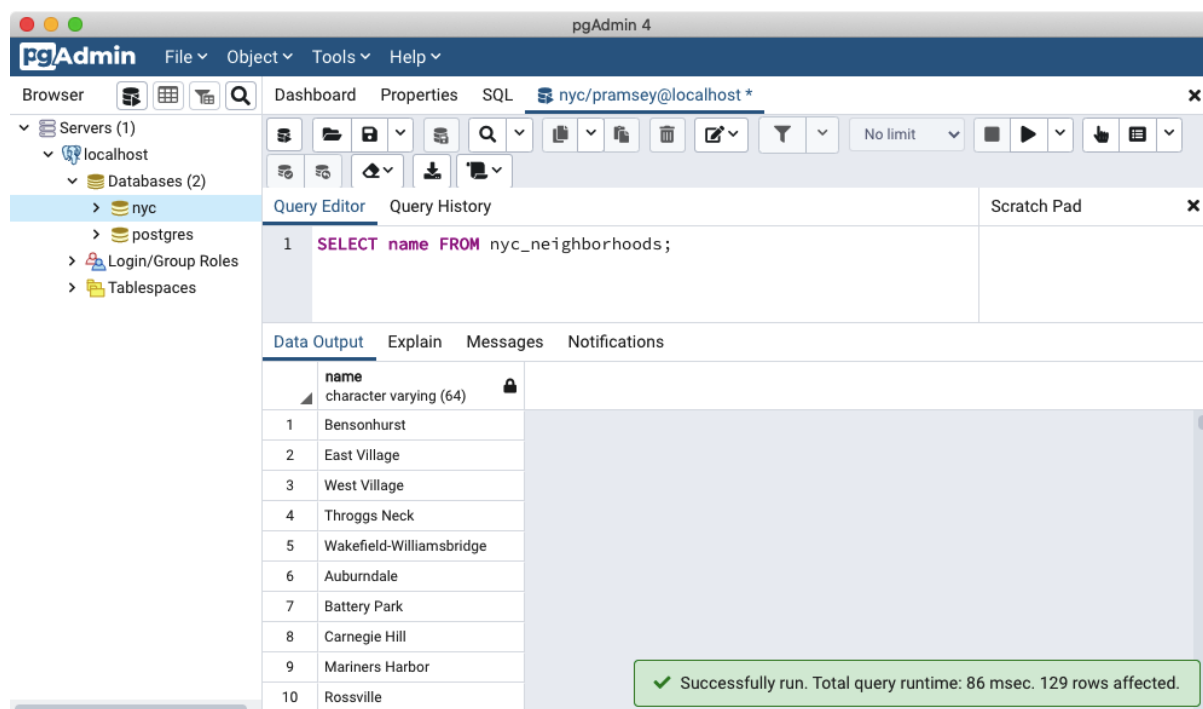 pgAdmin 4
pgAdmin File Object Tools Help
Browser
Dashboard Properties SQL nyc/pramsey@localhost *
Servers (1)
localhost
Databases (2)
nyc
postgres
Login/Group Roles
Tablespaces
No limit
Query Editor Query History
Scratch Pad
1 SELECT name FROM nyc_neighborhoods;
Data Output Explain Messages Notifications
name
character varying (64)
1 Bensonhurst
2 East Village
3 West Village
4 Throggs Neck
5 Wakefield-Williamsbridge
6 Auburndale
7 Battery Park
8 Carnegie Hill
9 Mariners Harbor
10 Rossville
Successfully run. Total query runtime: 86 msec. 129 rows affected.